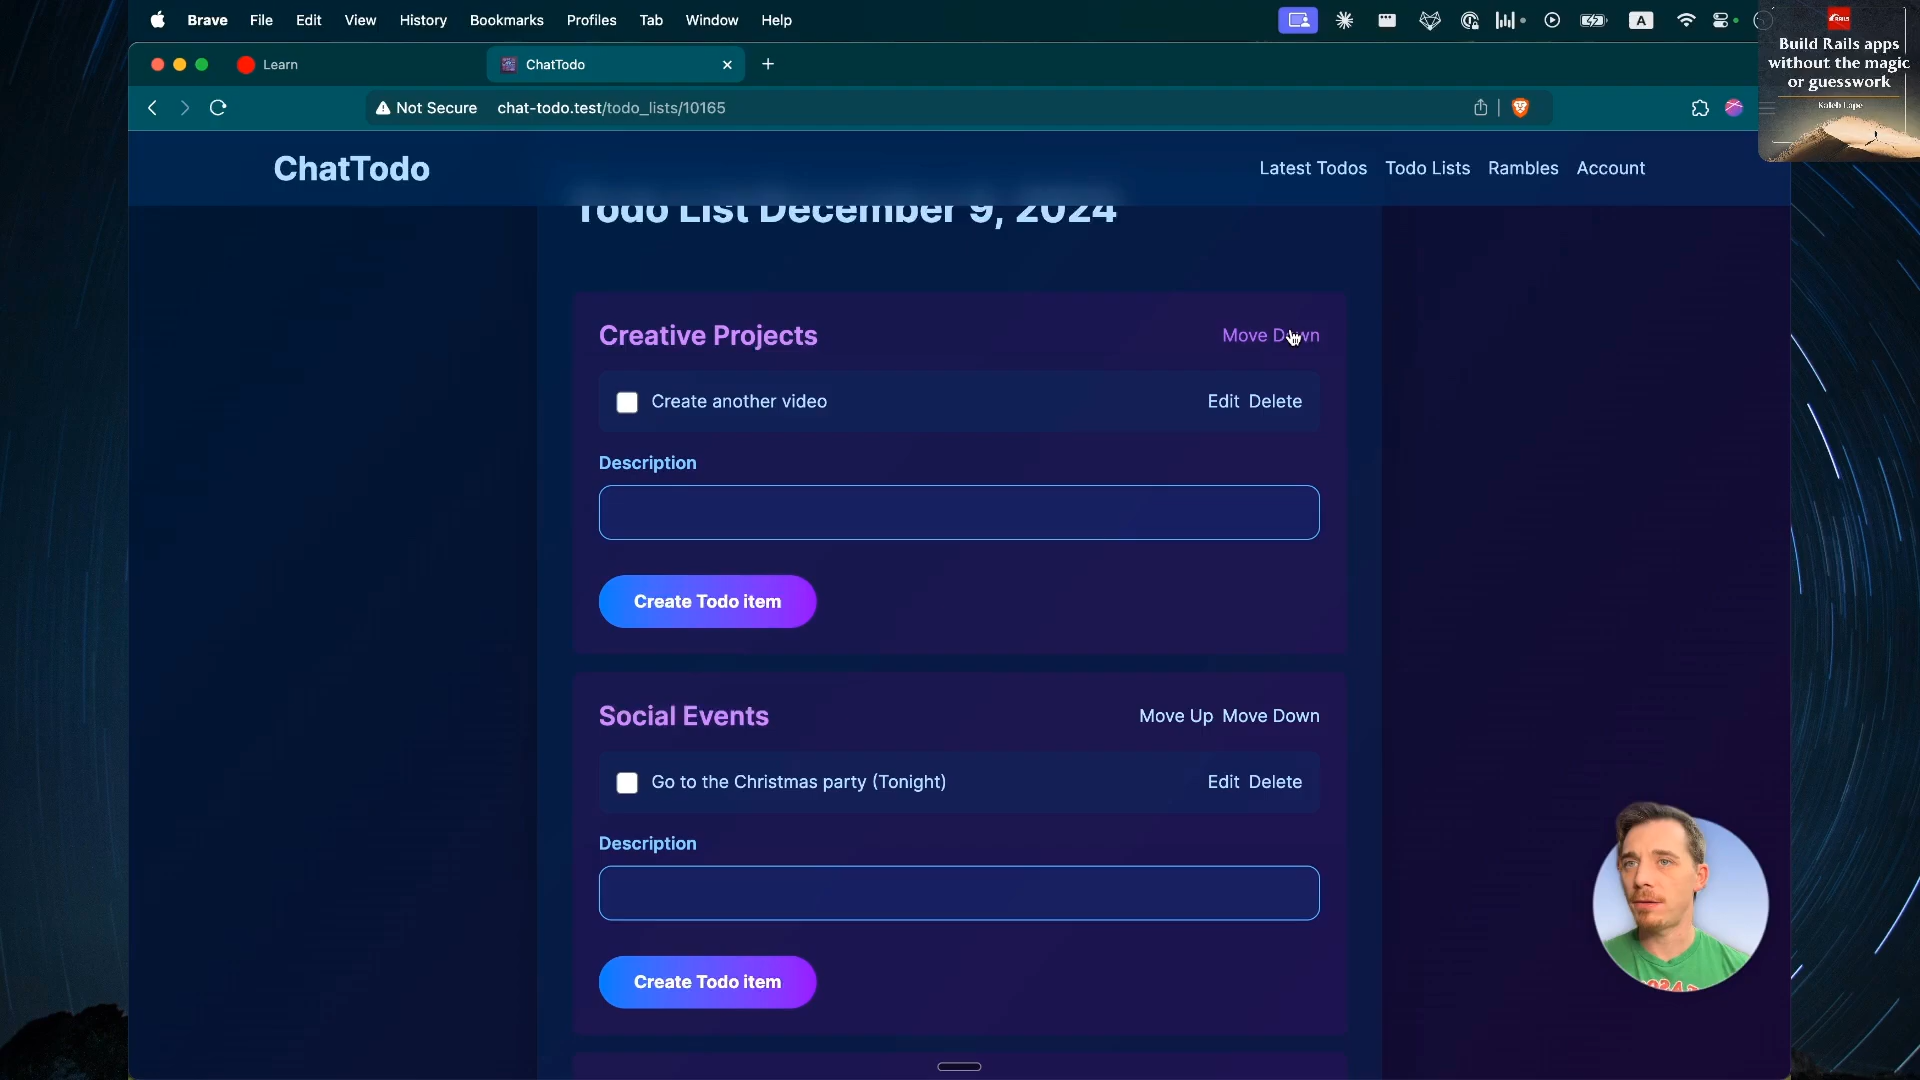 Brave File Edit View History Bookmarks Profiles Tab Window Help
A
Learn
ChatTodo
Not Secure chat-todo.test/todo_lists/10165
RAILS
Build Rails apps
without the magic
or guesswork
Kaleb Lape
ChatTodo
Latest Todos Todo Lists Rambles Account
Todo List December 9, 2024
Creative Projects
Move Down
Create another video
Edit Delete
Description
Create Todo item
Social Events
Move Up Move Down
Go to the Christmas party (Tonight)
Edit Delete
Description
Create Todo item